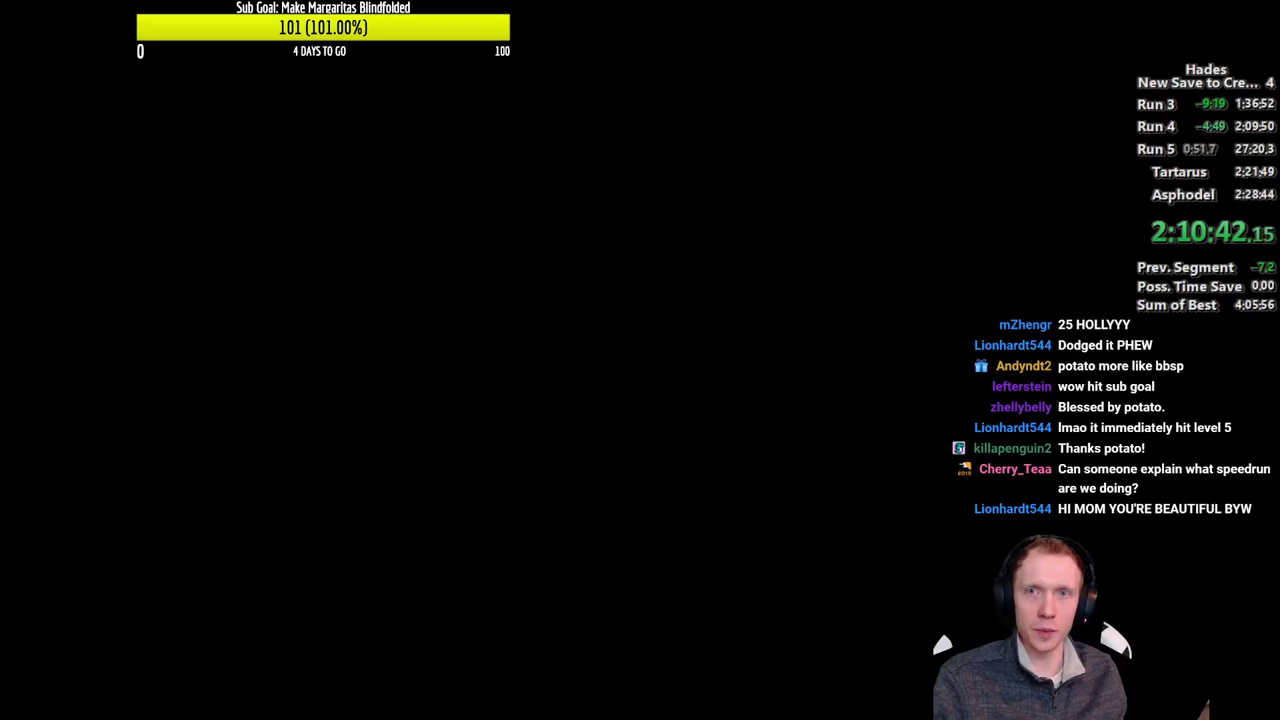 Sub Goal: Make Margaritas Blindfolded
101 (101.00%)
0 4 DAYS TO GO 100
Hades
New Save to Cre... 4
Run 3 -9:19 1:36:52
Run 4 -4:49 2:09:50
Run 5 0:51.7 27:20.3
Tartarus 2:21:49
Asphodel 2:28:44
2:10:42.15
Prev. Segment -7.2
Poss. Time Save 0.00
Sum of Best 4:05:56
mZhengr 25 HOLLYYY
Lionhardt544 Dodged it PHEW
Andyndt2 potato more like bbsp
lefterstein wow hit sub goal
zhellybelly Blessed by potato.
Lionhardt544 lmao it immediately hit level 5
killapenguin2 Thanks potato!
Cherry_Teaa Can someone explain what speedrun
are we doing?
Lionhardt544 HI MOM YOU'RE BEAUTIFUL BYW